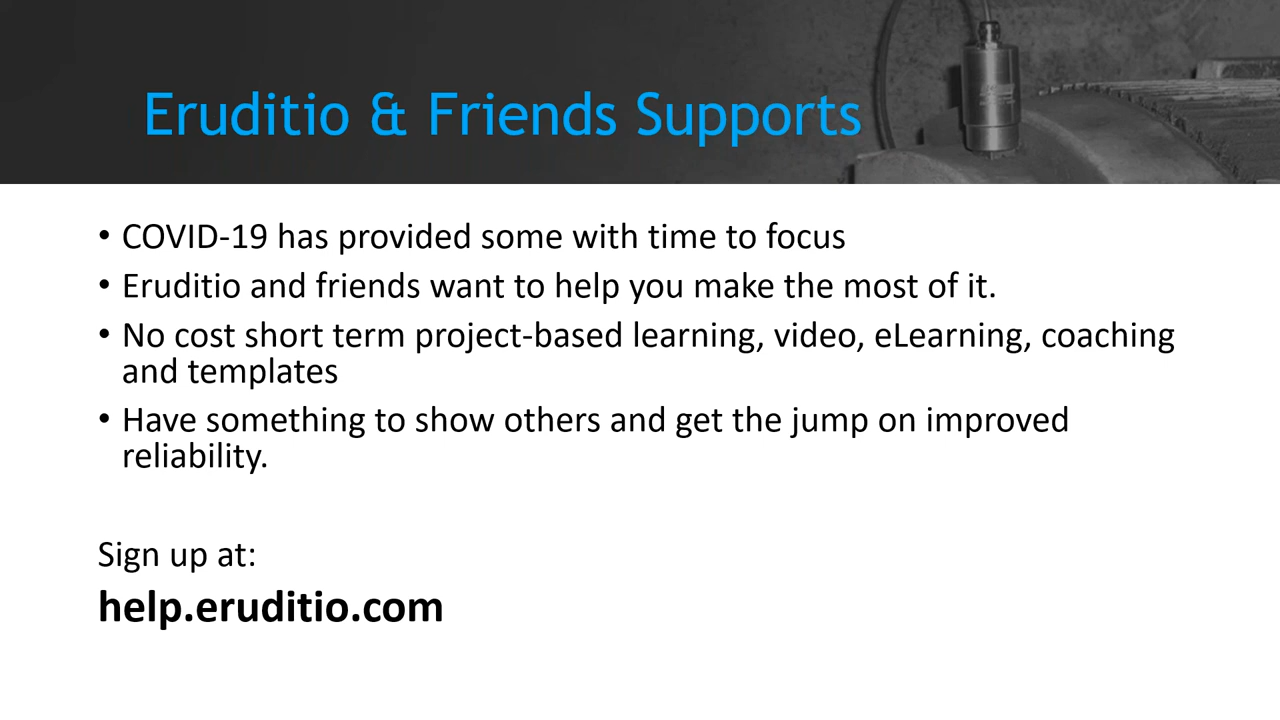 Eruditio & Friends Supports
• COVID-19 has provided some with time to focus
• Eruditio and friends want to help you make the most of it.
• No cost short term project-based learning, video, eLearning, coaching
and templates
• Have something to show others and get the jump on improved
reliability.
Sign up at:
help.eruditio.com